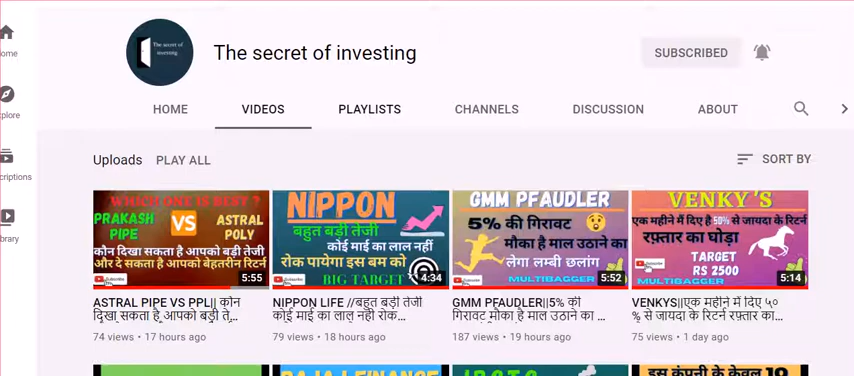 The secret of investing
The secret of investing
SUBSCRIBED
HOME VIDEOS PLAYLISTS CHANNELS DISCUSSION ABOUT
ome
plore
criptions
brary
Uploads PLAY ALL SORT BY
WHICH ONE IS BEST ?
PRAKASH PIPE VS ASTRAL POLY
कौन दिखा सकता है आपको बड़ी तेजी
और दे सकता है आपको बेहतरीन रिटर्न
5:55
NIPPON
बहुत बड़ी तेजी
कोई माई का लाल नहीं
रोक पायेगा इस बम को
BIG TARGET
4:34
GMM PFAUDLER
5% की गिरावट
मौका है माल उठाने का
लेगा लम्बी छलांग
MULTIBAGGER
5:52
VENKY'S
एक महीने में दिए है 50% से जायदा के रिटर्न
रफ़्तार का घोड़ा
TARGET
RS 2500
MULTIBAGGER
5:14
ASTRAL PIPE VS PPL|| कौन
दिखा सकता है आपको बड़ी ते...
74 views • 17 hours ago
NIPPON LIFE //बहुत बड़ी तेजी
कोई माई का लाल नहीं रोक...
79 views • 18 hours ago
GMM PFAUDLER||5% की
गिरावट मौका है माल उठाने का ...
187 views • 19 hours ago
VENKYS||एक महीने में दिए ५०
% से जायदा के रिटर्न रफ़्तार का...
75 views • 1 day ago